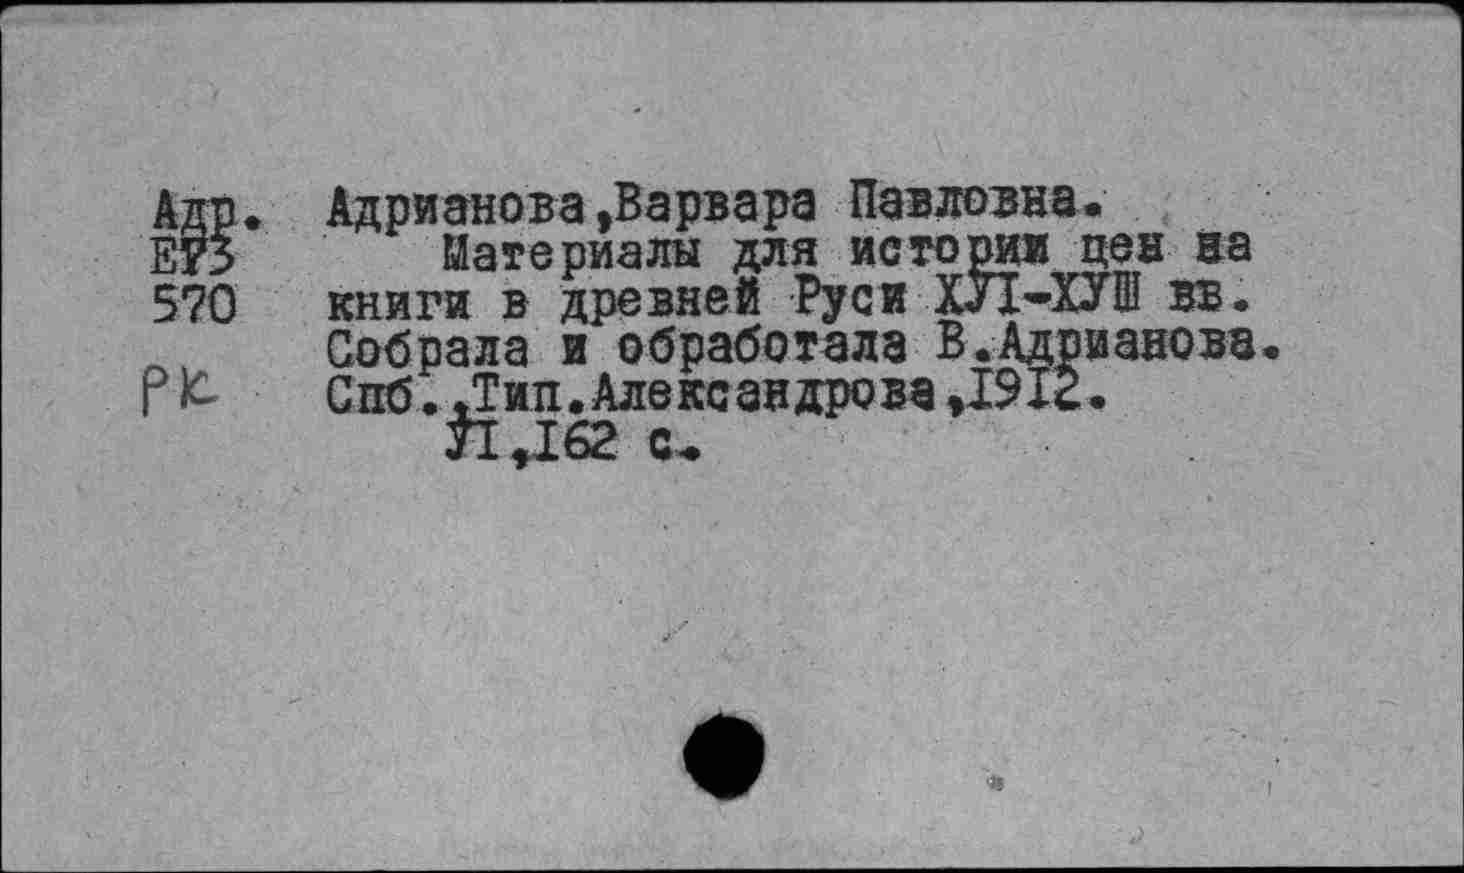 Адр. Адрианова,Варвара Павловна.
ЕУ3 Материалы для истории цен на
570 книги в древней Руси ХУІ-ХУШ вв.
Собрала и обработала В.Адрианова.
РК Спб.,Тип.Александрова,1912.
УІ,162 с.